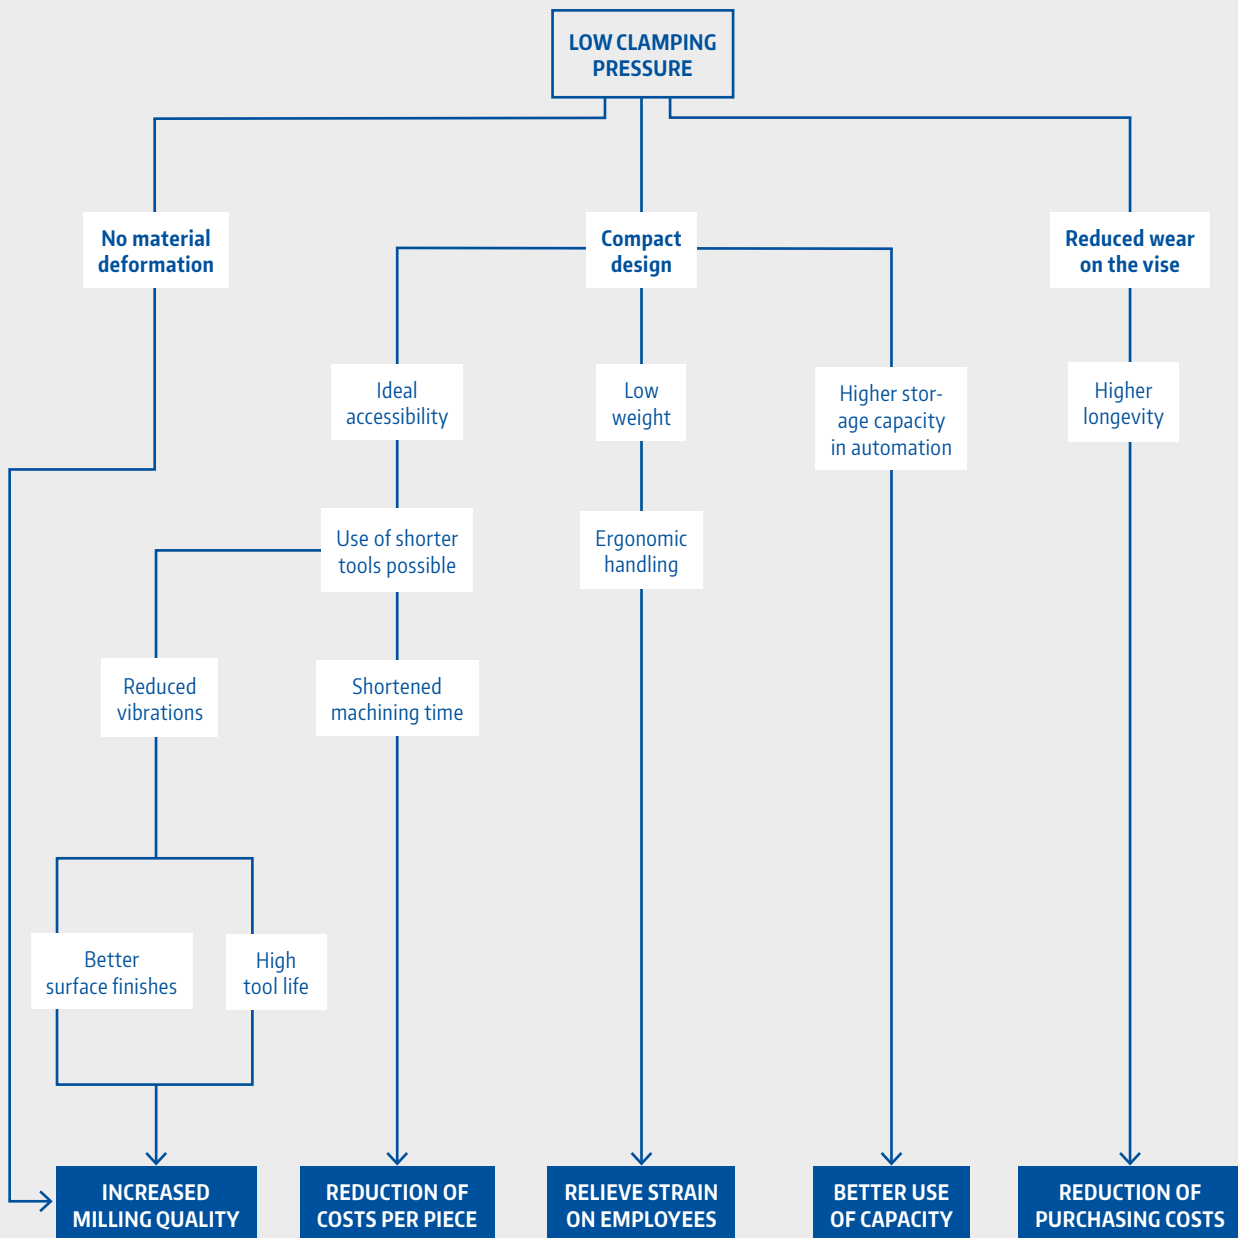 LOW CLAMPING
PRESSURE
No material
deformation
Compact
design
Reduced wear
on the vise
Ideal
accessibility
Low
weight
Higher stor-
age capacity
in automation
Higher
longevity
Use of shorter
tools possible
Ergonomic
handling
Reduced
vibrations
Shortened
machining time
Better
surface finishes
High
tool life
INCREASED
MILLING QUALITY
REDUCTION OF
COSTS PER PIECE
RELIEVE STRAIN
ON EMPLOYEES
BETTER USE
OF CAPACITY
REDUCTION OF
PURCHASING COSTS